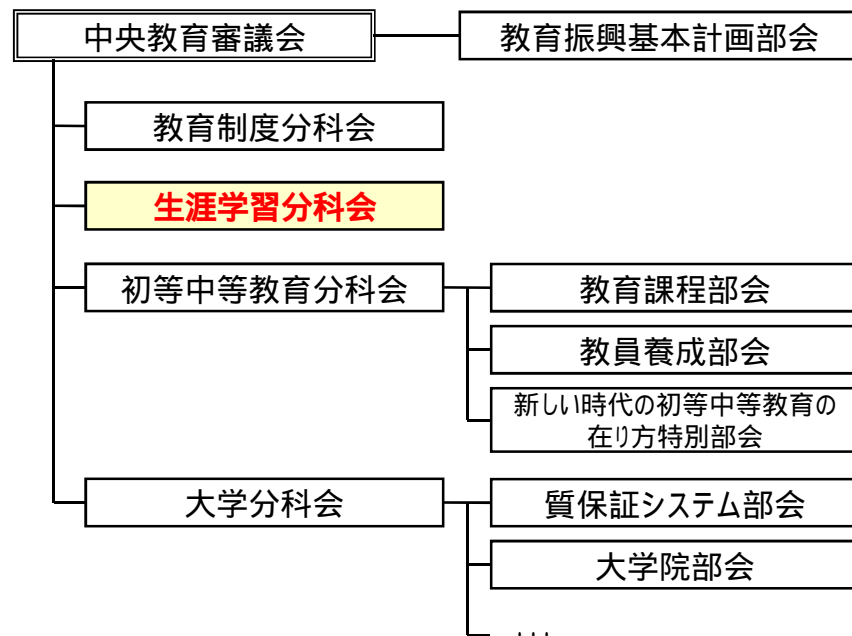 中央教育審議会
教育振興基本計画部会
教育制度分科会
生涯学習分科会
初等中等教育分科会
教育課程部会
教員養成部会
新しい時代の初等中等教育の
在り方特別部会
大学分科会
質保証システム部会
大学院部会